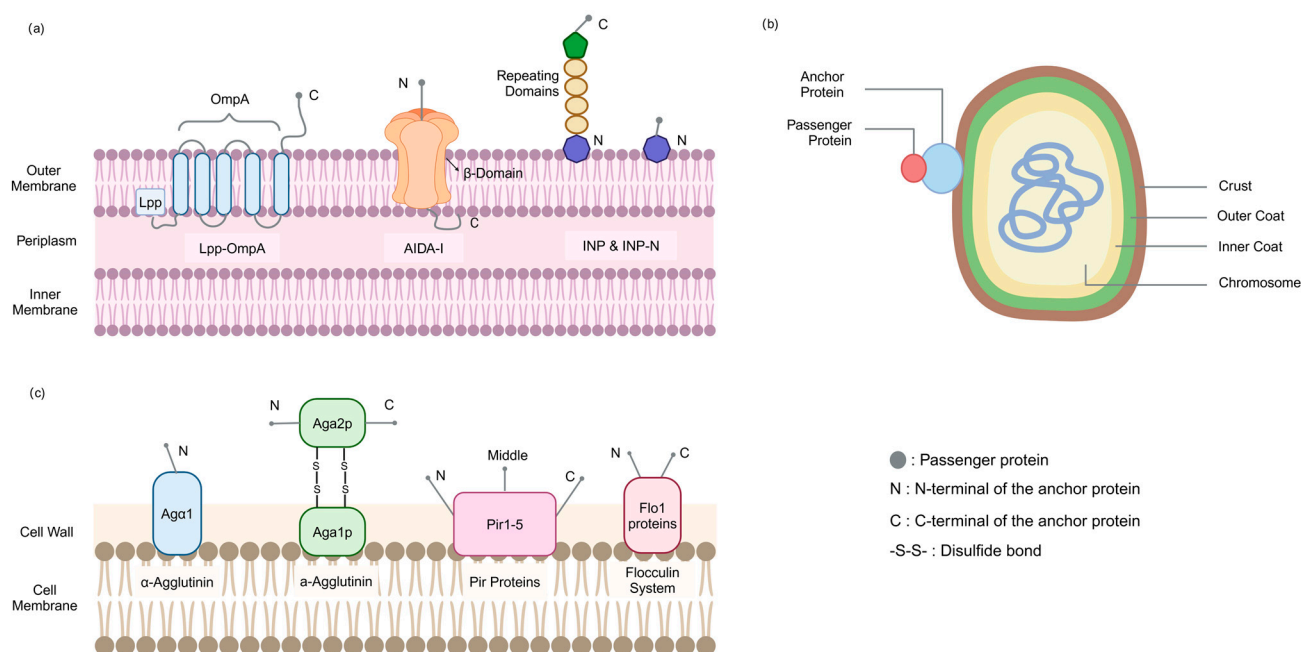 (a)
OmpA
C
N
Repeating
Domains
C
N
N
Outer
Membrane
Lpp
β-Domain
C
Periplasm
Lpp-OmpA
AIDA-I
INP & INP-N
Inner
Membrane
(b)
Anchor
Protein
Passenger
Protein
Crust
Outer Coat
Inner Coat
Chromosome
(c)
N
Aga2p
C
N
S S
S S
Middle
N
C
N
C
Cell Wall
Agα1
Aga1p
Pir1-5
Flo1
proteins
α-Agglutinin
a-Agglutinin
Pir Proteins
Flocculin
System
Cell
Membrane
: Passenger protein
N : N-terminal of the anchor protein
C : C-terminal of the anchor protein
-S-S- : Disulfide bond